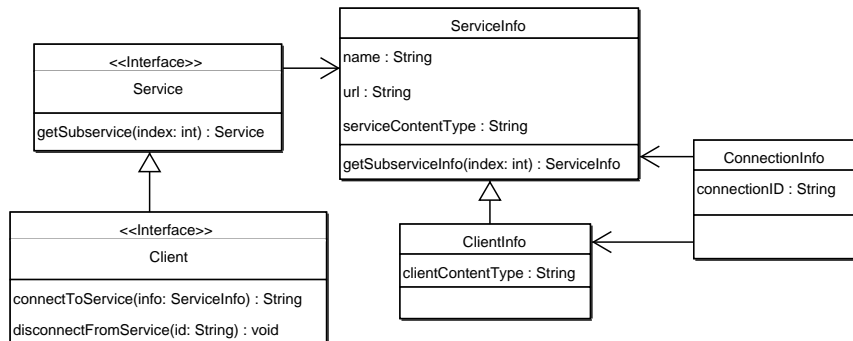 <<Interface>>
Service
getSubservice(index: int) : Service
<<Interface>>
Client
connectToService(info: ServiceInfo) : String
disconnectFromService(id: String) : void
ServiceInfo
name : String
url : String
serviceContentType : String
getSubserviceInfo(index: int) : ServiceInfo
ClientInfo
clientContentType : String
ConnectionInfo
connectionID : String